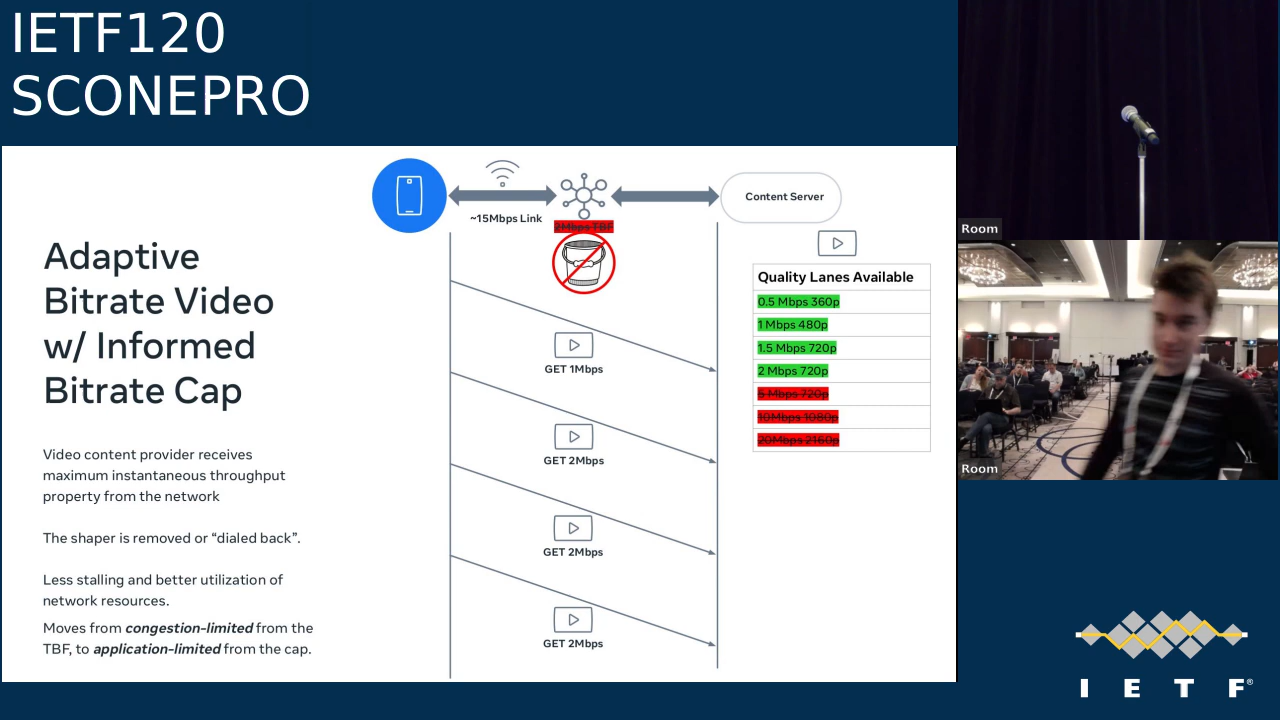 IETF120
SCONEPRO
Adaptive
Bitrate Video
w/ Informed
Bitrate Cap
Video content provider receives
maximum instantaneous throughput
property from the network
The shaper is removed or “dialed back”.
Less stalling and better utilization of
network resources.
Moves from congestion-limited from the
TBF, to application-limited from the cap.
~15Mbps Link
2Mbps TBF
Content Server
Quality Lanes Available
0.5 Mbps 360p
1 Mbps 480p
1.5 Mbps 720p
2 Mbps 720p
5 Mbps 720p
10Mbps 1080p
20Mbps 2160p
GET 1Mbps
GET 2Mbps
GET 2Mbps
GET 2Mbps
Room
Room
I E T F®